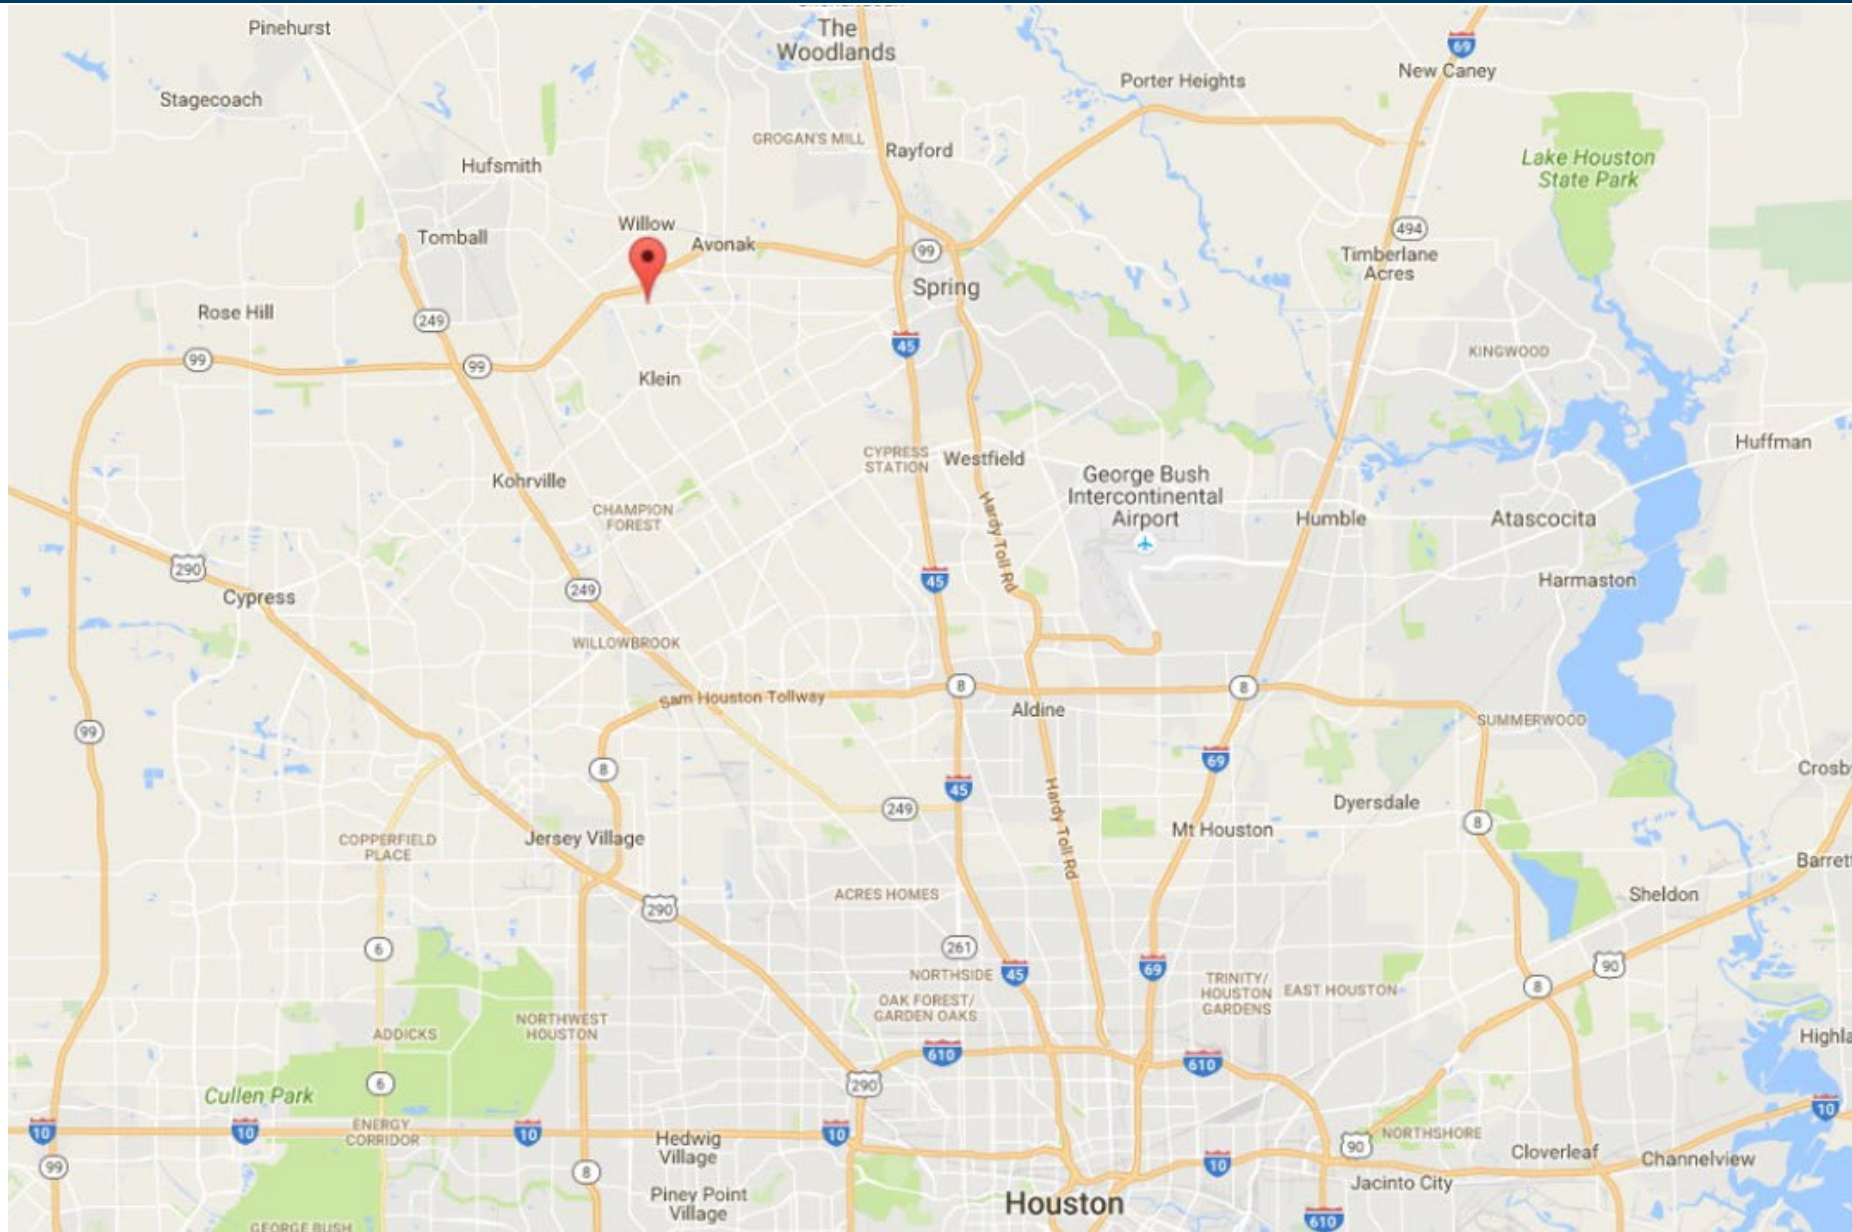 Pinehurst
The
Woodlands
69
New Caney
Porter Heights
Stagecoach
GROGAN'S MILL
Rayford
Hufsmith
Lake Houston
State Park
Willow
Tomball
Avonak
99
494
Timberlane
Acres
Spring
Rose Hill
249
45
99
99
KINGWOOD
Klein
Huffman
CYPRESS
STATION
Westfield
Kohrville
George Bush
Intercontinental
Airport
CHAMPION
FOREST
Hardy Toll Rd
Humble
Atascocita
290
45
Harmaston
249
Cypress
WILLOWBROOK
8
8
Sam Houston Tollway
Aldine
SUMMERWOOD
99
69
8
Crosby
45
249
Dyersdale
8
Mt Houston
Hardy Toll Rd
COPPERFIELD
PLACE
Jersey Village
Barrett
ACRES HOMES
Sheldon
290
6
261
NORTHSIDE
45
69
90
TRINITY/
HOUSTON
GARDENS
EAST HOUSTON
8
OAK FOREST/
GARDEN OAKS
NORTHWEST
HOUSTON
ADDICKS
Highla
610
610
6
290
Cullen Park
10
10
ENERGY
CORRIDOR
10
10
10
Hedwig
Village
NORTHSHORE
90
Cloverleaf
Channelview
99
8
10
Jacinto City
Piney Point
Village
Houston
610
GEORGE BUSH